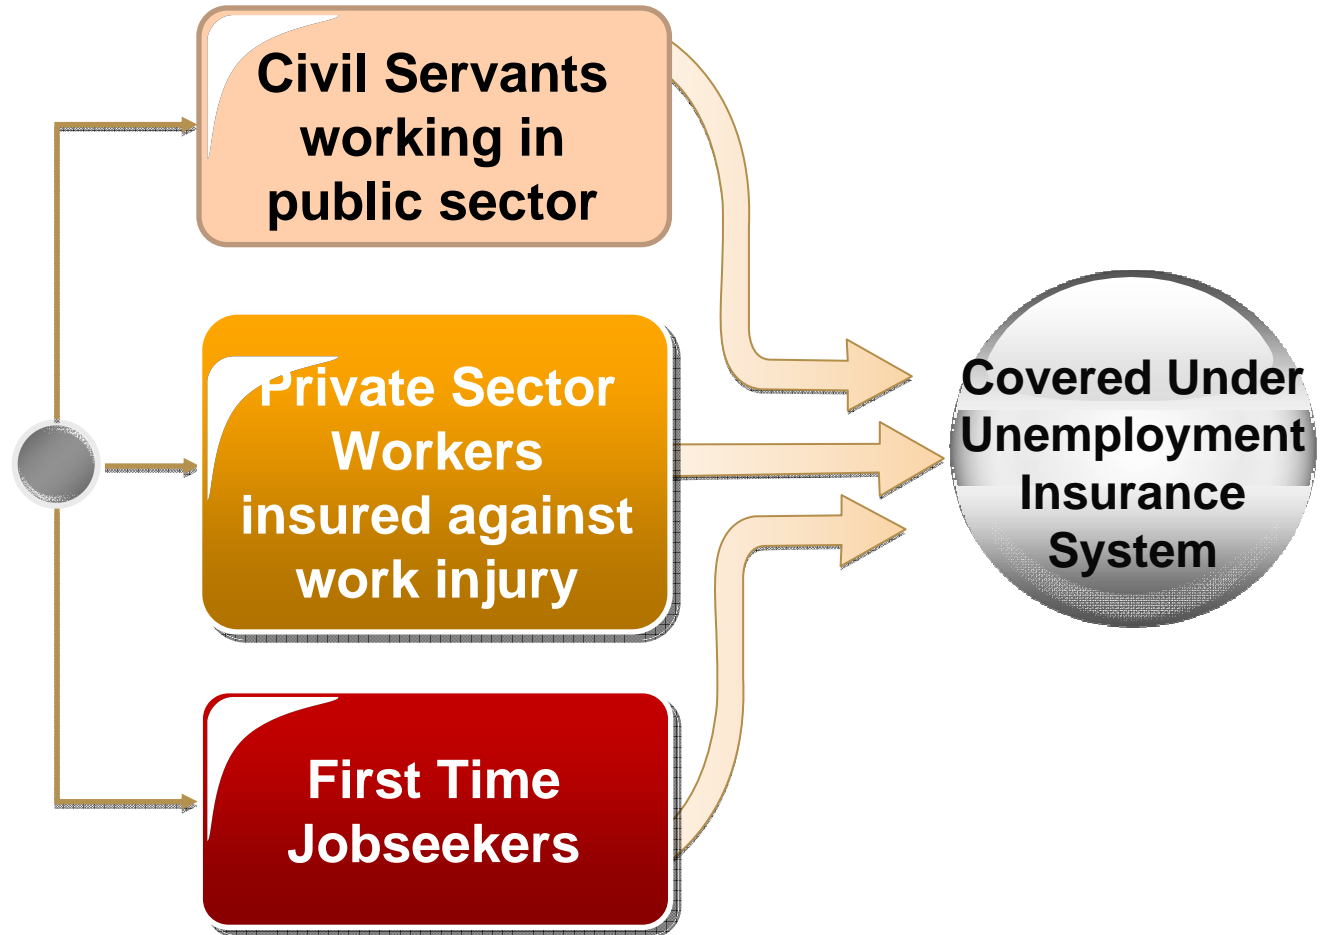 Civil Servants
working in
public sector
Private Sector
Workers
insured against
work injury
First Time
Jobseekers
Covered Under
Unemployment
Insurance
System